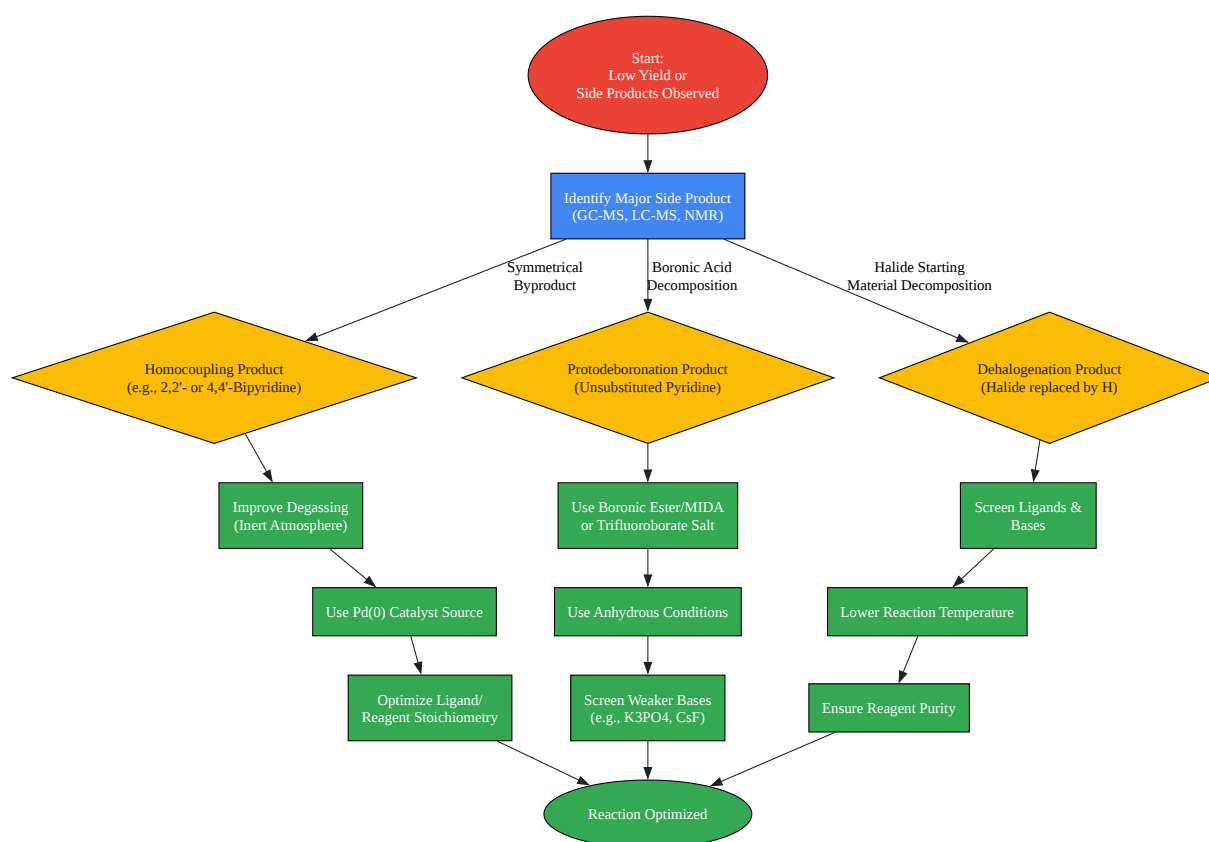 Start:
Low Yield or
Side Products Observed
Identify Major Side Product
(GC-MS, LC-MS, NMR)
Symmetrical
Byproduct
Boronic Acid
Decomposition
Halide Starting
Material Decomposition
Homocoupling Product
(e.g., 2,2'- or 4,4'-Bipyridine)
Protodeboronation Product
(Unsubstituted Pyridine)
Dehalogenation Product
(Halide replaced by H)
Improve Degassing
(Inert Atmosphere)
Use Boronic Ester/MIDA
or Trifluoroborate Salt
Screen Ligands &
Bases
Use Pd(0) Catalyst Source
Use Anhydrous Conditions
Lower Reaction Temperature
Optimize Ligand/
Reagent Stoichiometry
Screen Weaker Bases
(e.g., K3PO4, CsF)
Ensure Reagent Purity
Reaction Optimized